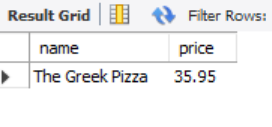 Result Grid Filter Rows:
name price
The Greek Pizza 35.95